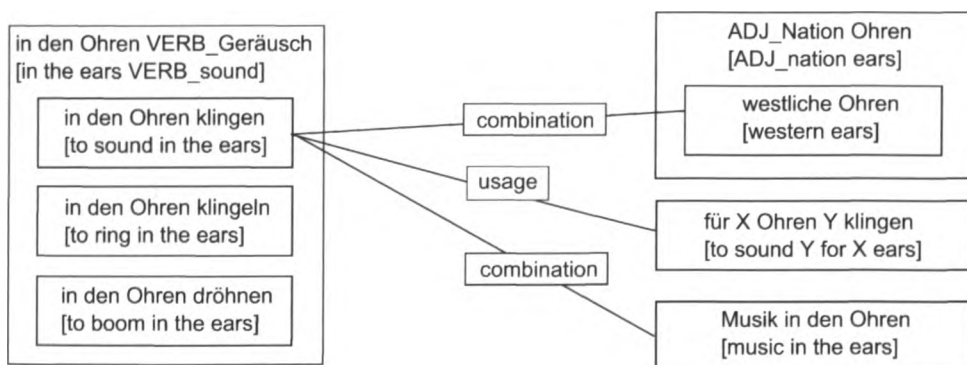 in den Ohren VERB_Geräusch
[in the ears VERB_sound]
in den Ohren klingen
[to sound in the ears]
in den Ohren klingeln
[to ring in the ears]
in den Ohren dröhnen
[to boom in the ears]
combination
usage
combination
ADJ_Nation Ohren
[ADJ_nation ears]
westliche Ohren
[western ears]
für X Ohren Y klingen
[to sound Y for X ears]
Musik in den Ohren
[music in the ears]